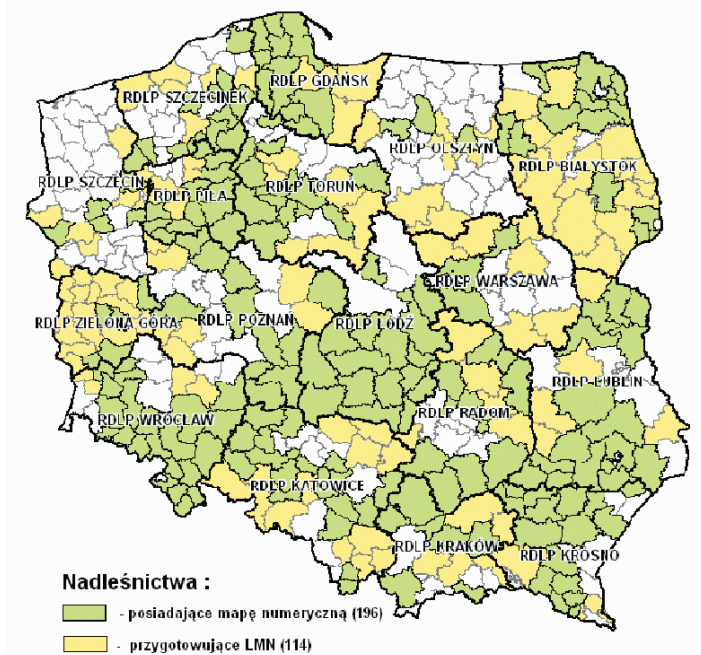 RDLP GDAŃSK
RDLP SZCZECINEK
RDLP OLSZTYN
RDLP BIAŁYSTOK
RDLP SZCZECIN
RDLP PIŁA
RDLP TORUŃ
RDLP WARSZAWA
RDLP ZIELONA GÓRA
RDLP POZNAŃ
RDLP ŁÓDŹ
RDLP LUBLIN
RDLP WROCŁAW
RDLP RADOM
RDLP KATOWICE
RDLP KRAKÓW
RDLP KROSNO
Nadleśnictwa :
- posiadające mapę numeryczną (196)
- przygotowujące LMN (114)